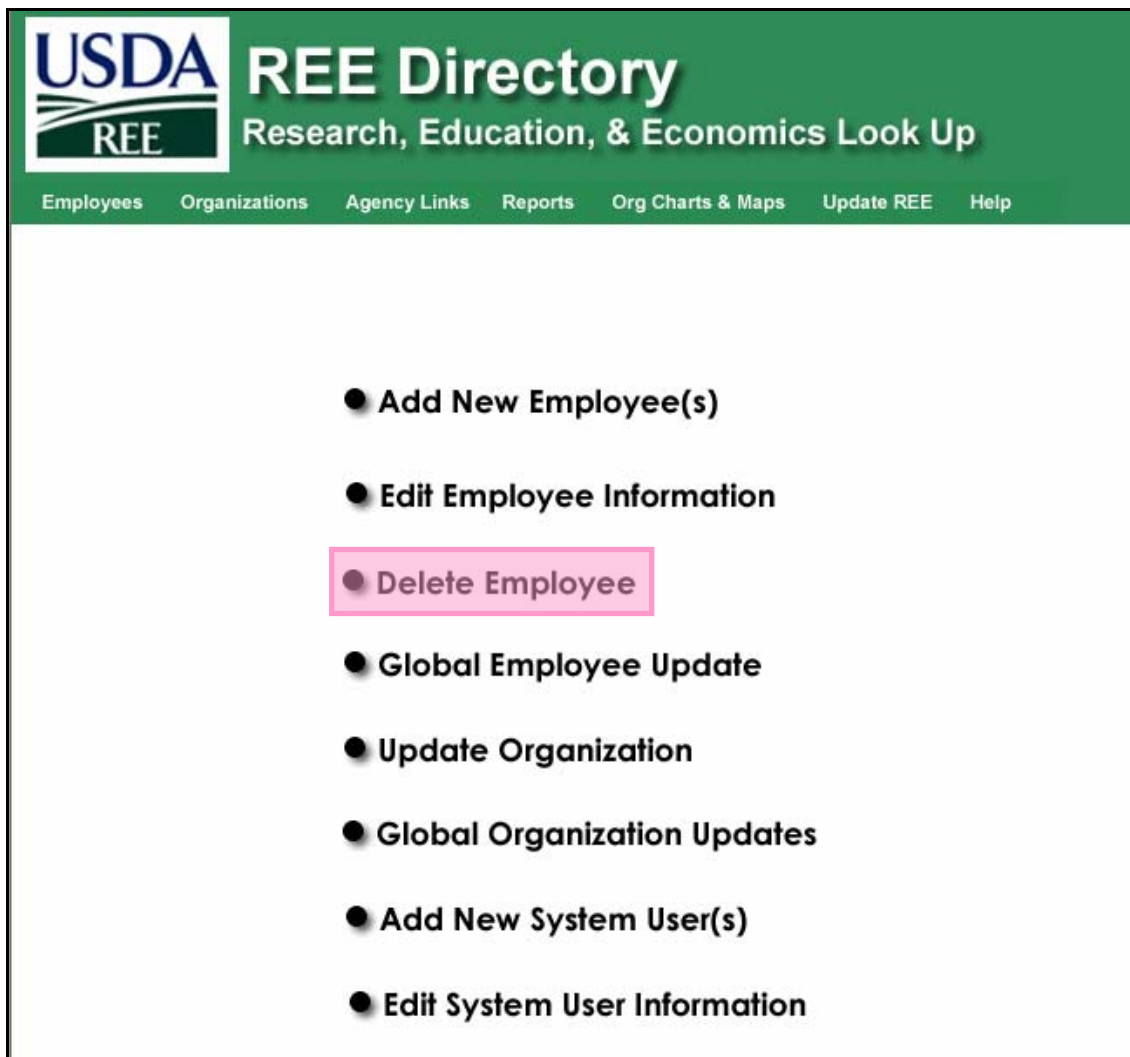 USDA
REE
REE Directory
Research, Education, & Economics Look Up
Employees Organizations Agency Links Reports Org Charts & Maps Update REE Help
Add New Employee(s)
Edit Employee Information
Delete Employee
Global Employee Update
Update Organization
Global Organization Updates
Add New System User(s)
Edit System User Information